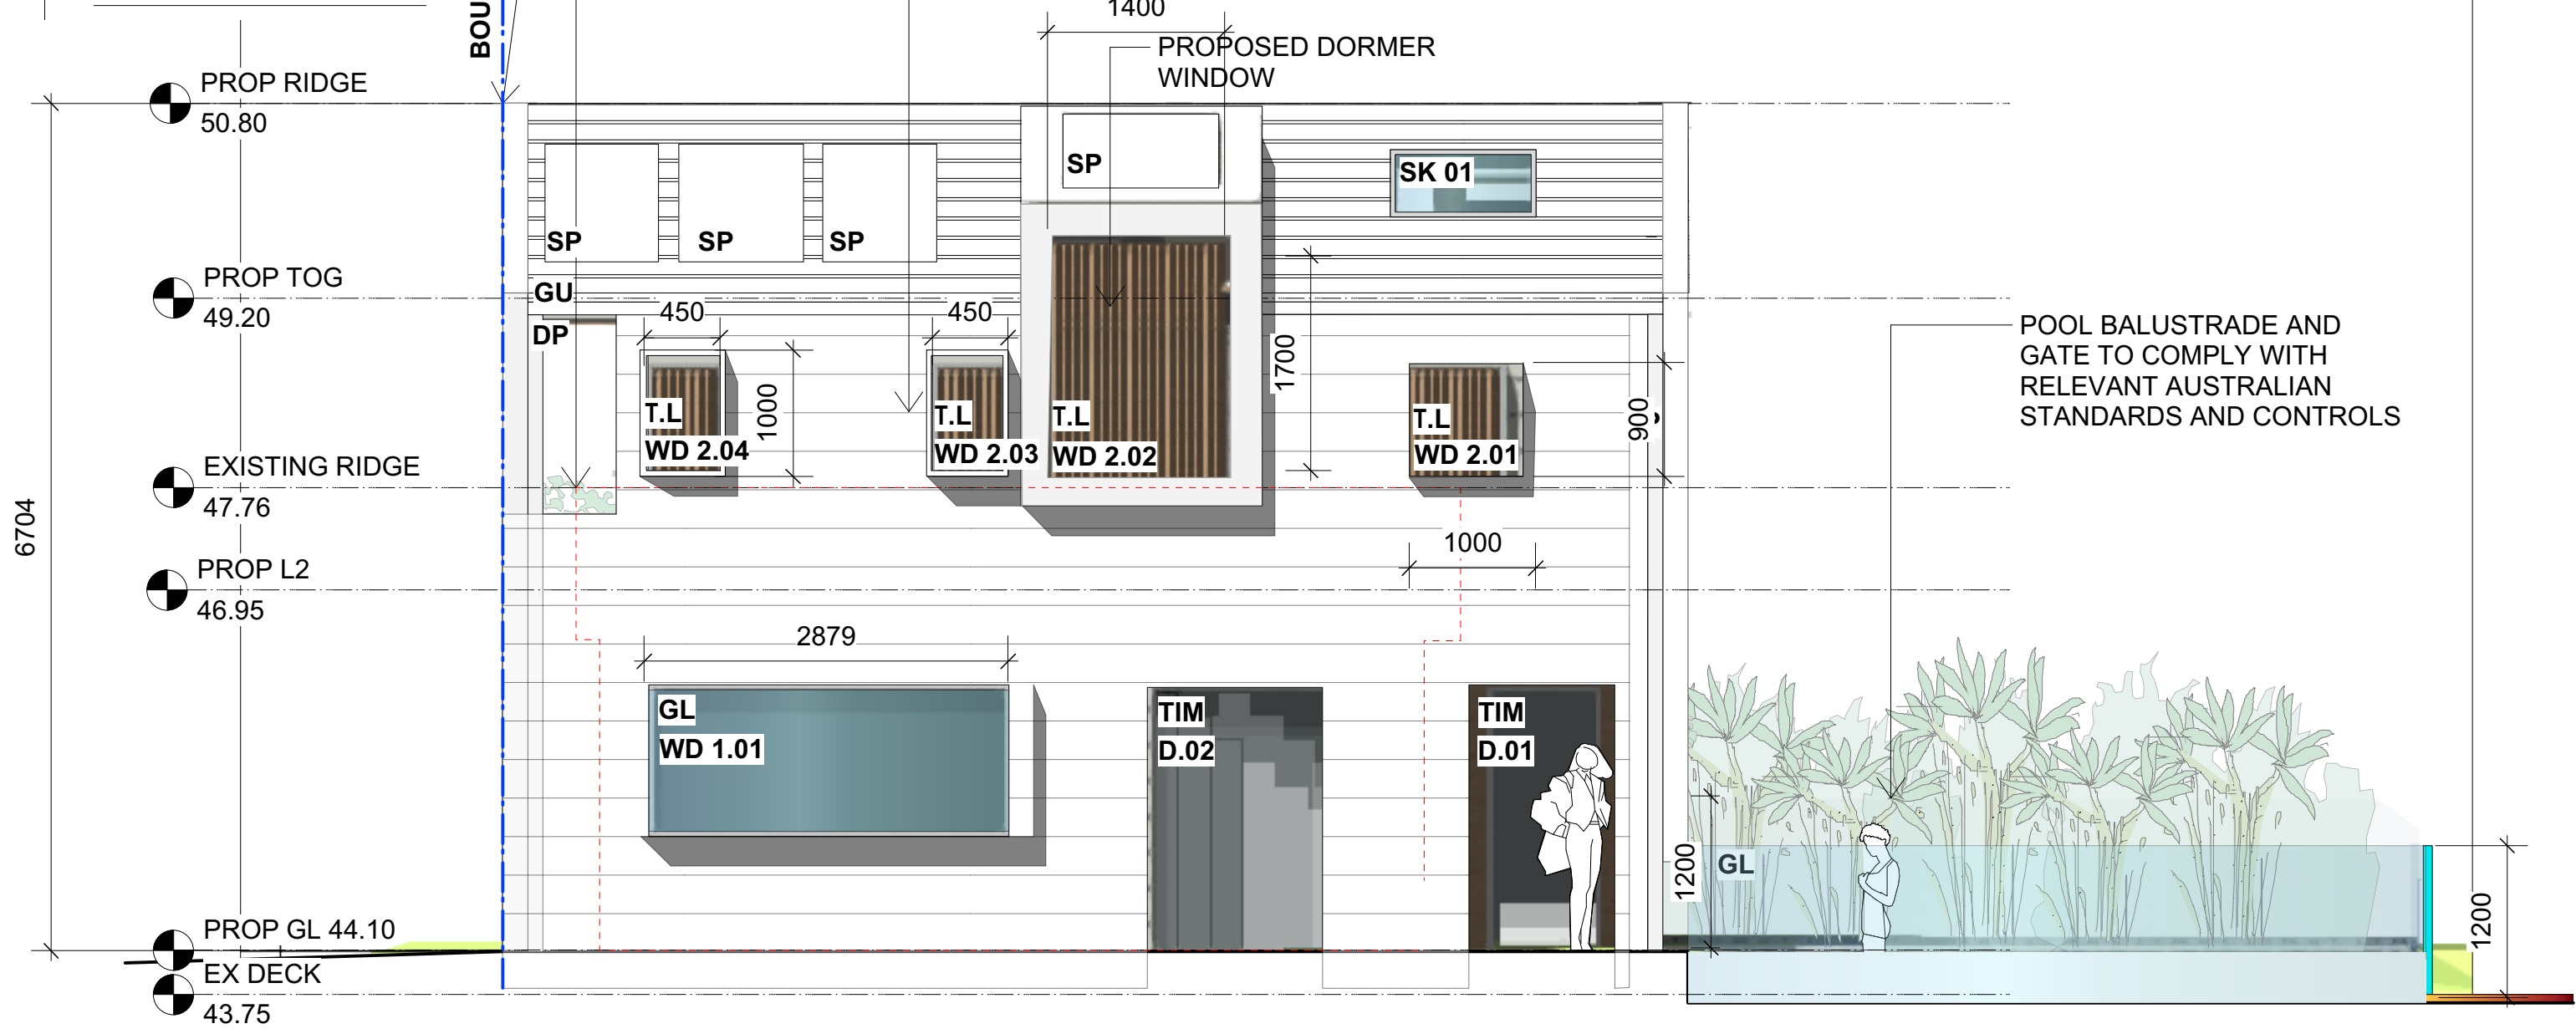 BOU
1400
PROPOSED DORMER
WINDOW
PROP RIDGE
50.80
SP
SK 01
SP
SP
SP
PROP TOG
49.20
GU
DP
450
450
1000
1700
900
T.L
WD 2.04
T.L
WD 2.03
T.L
WD 2.02
T.L
WD 2.01
POOL BALUSTRADE AND
GATE TO COMPLY WITH
RELEVANT AUSTRALIAN
STANDARDS AND CONTROLS
EXISTING RIDGE
47.76
6704
1000
PROP L2
46.95
2879
GL
WD 1.01
TIM
D.02
TIM
D.01
1200
GL
1200
PROP GL 44.10
EX DECK
43.75